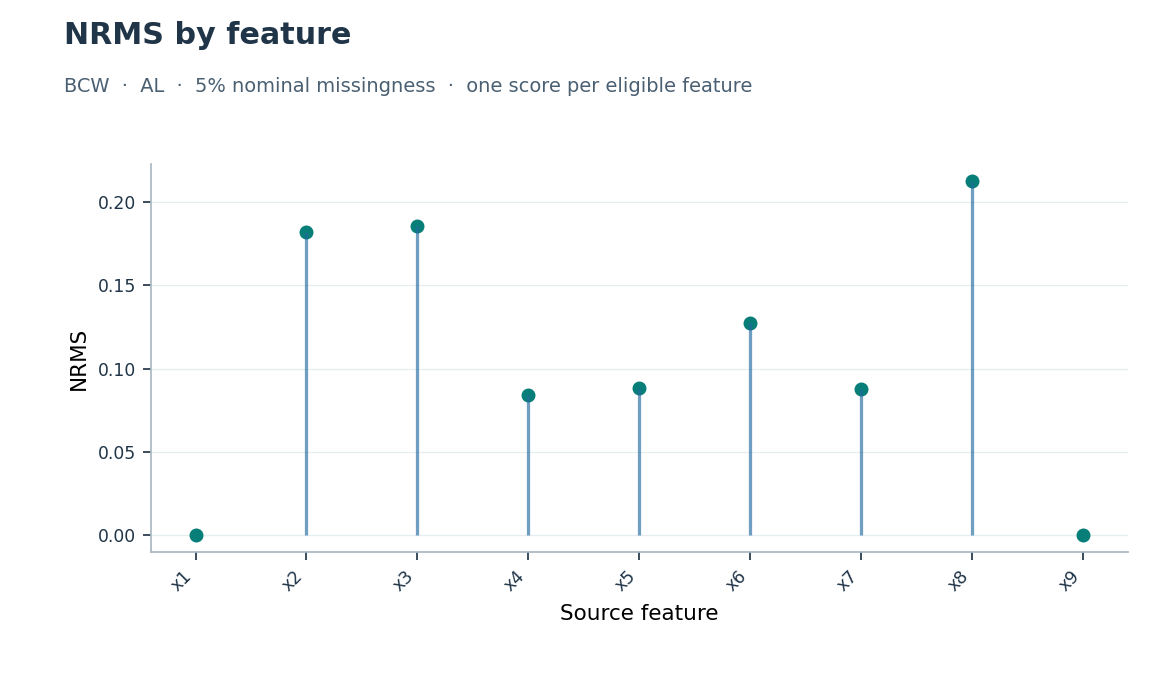 NRMS by feature
BCW · AL · 5% nominal missingness · one score per eligible feature
0.20
0.15
0.10
0.05
0.00
NRMS
x1 x2 x3 x4 x5 x6 x7 x8 x9
Source feature